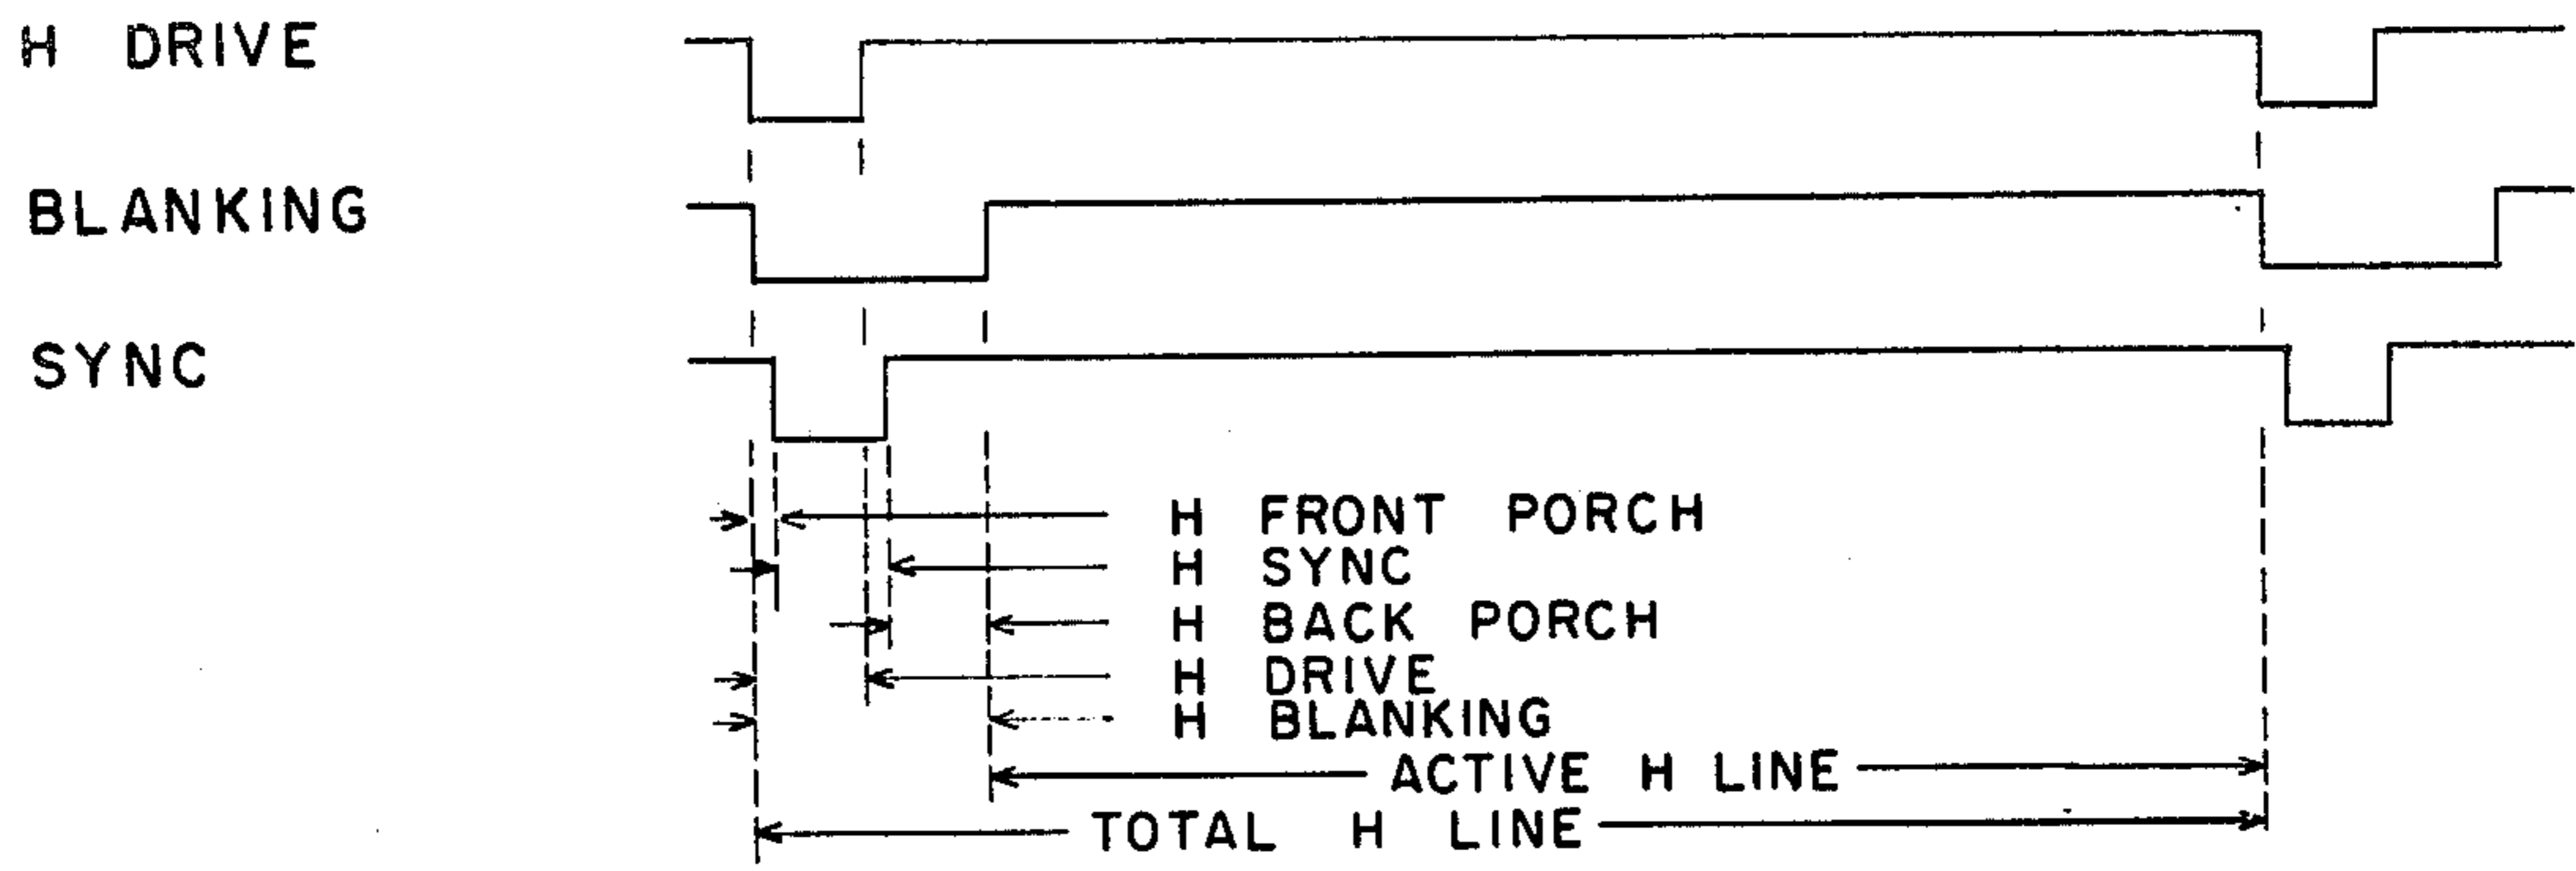 H DRIVE
BLANKING
SYNC
H FRONT PORCH
H SYNC
H BACK PORCH
H DRIVE
H BLANKING
ACTIVE H LINE
TOTAL H LINE